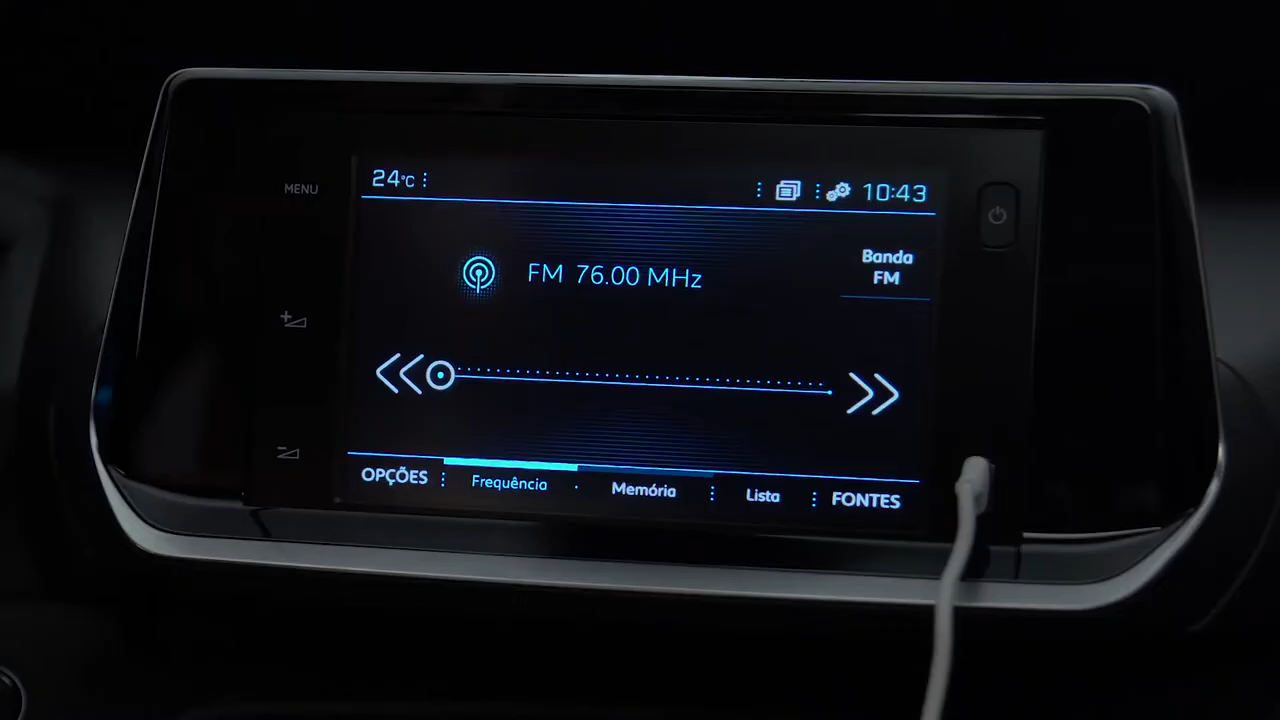 MENU
24°C
10:43
FM 76.00 MHz
Banda
FM
OPÇÕES
Frequência
Memória
Lista
FONTES